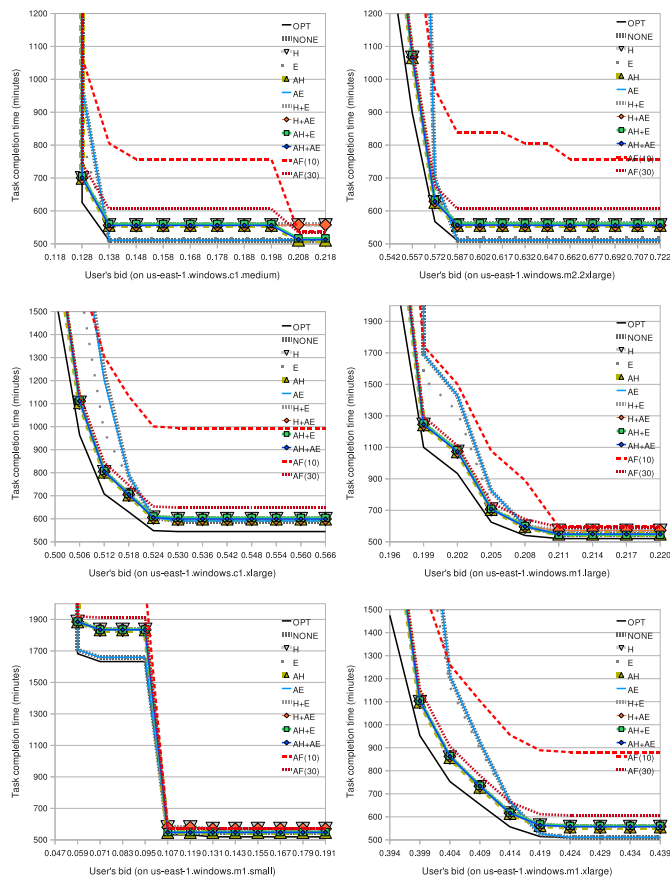 1200
1100
1000
900
800
700
600
500
Task completion time (minutes)
0.118 0.128 0.138 0.148 0.158 0.168 0.178 0.188 0.198 0.208 0.218
User's bid (on us-east-1.windows.c1.medium)
OPT
NONE
H
E
AH
AE
H+E
H+AE
AH+E
AH+AE
AF(10)
AF(30)
1200
1100
1000
900
800
700
600
500
Task completion time (minutes)
0.542 0.557 0.572 0.587 0.602 0.617 0.632 0.647 0.662 0.677 0.692 0.707 0.722
User's bid (on us-east-1.windows.m2.2xlarge)
OPT
NONE
H
E
AH
AE
H+E
H+AE
AH+E
AH+AE
AF(10)
AF(30)
1500
1400
1300
1200
1100
1000
900
800
700
600
500
Task completion time (minutes)
0.500 0.506 0.512 0.518 0.524 0.530 0.536 0.542 0.548 0.554 0.560 0.566
User's bid (on us-east-1.windows.c1.xlarge)
OPT
NONE
H
E
AH
AE
H+E
H+AE
AH+E
AH+AE
AF(10)
AF(30)
1900
1700
1500
1300
1100
900
700
500
Task completion time (minutes)
0.196 0.199 0.202 0.205 0.208 0.211 0.214 0.217 0.220
User's bid (on us-east-1.windows.m1.large)
OPT
NONE
H
E
AH
AE
H+E
H+AE
AH+E
AH+AE
AF(10)
AF(30)
1900
1700
1500
1300
1100
900
700
500
Task completion time (minutes)
0.047 0.059 0.071 0.083 0.095 0.107 0.119 0.131 0.143 0.155 0.167 0.179 0.191
User's bid (on us-east-1.windows.m1.small)
OPT
NONE
H
E
AH
AE
H+E
H+AE
AH+E
AH+AE
AF(10)
AF(30)
1500
1400
1300
1200
1100
1000
900
800
700
600
500
Task completion time (minutes)
0.394 0.399 0.404 0.409 0.414 0.419 0.424 0.429 0.434 0.439
User's bid (on us-east-1.windows.m1.xlarge)
OPT
NONE
H
E
AH
AE
H+E
H+AE
AH+E
AH+AE
AF(10)
AF(30)